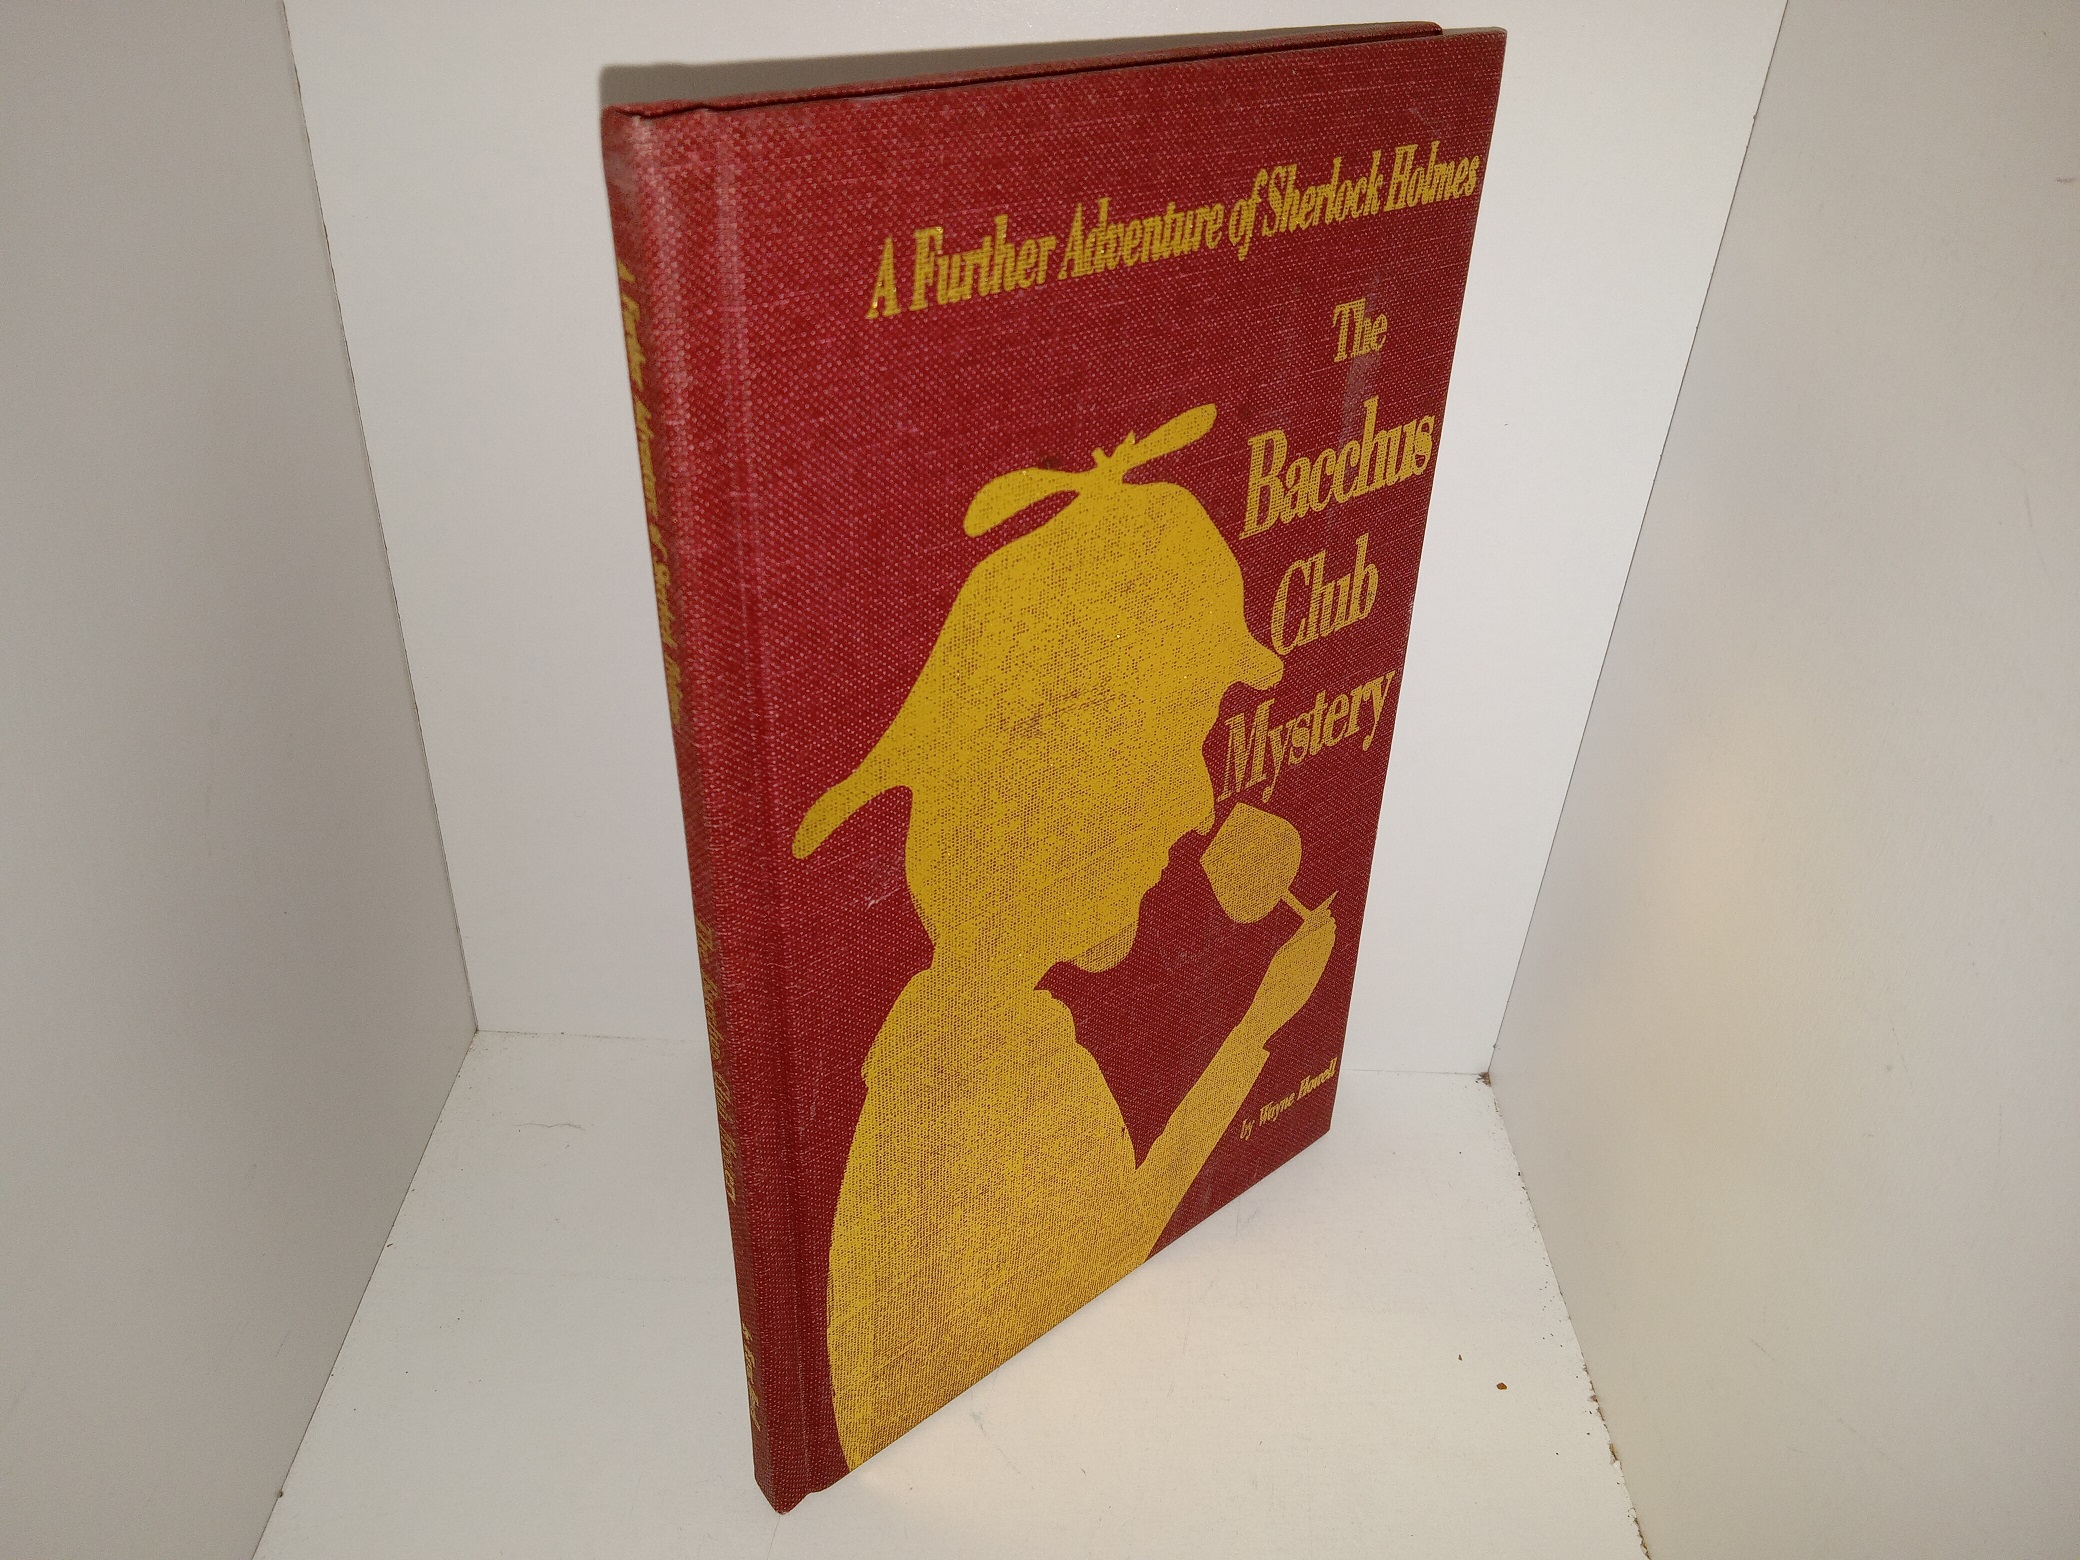 A Further Adventure of Sherlock Holmes
The
Bacchus
Club
Mystery
by Wayne Howell
A Further Adventure of Sherlock Holmes
The Bacchus Club Mystery